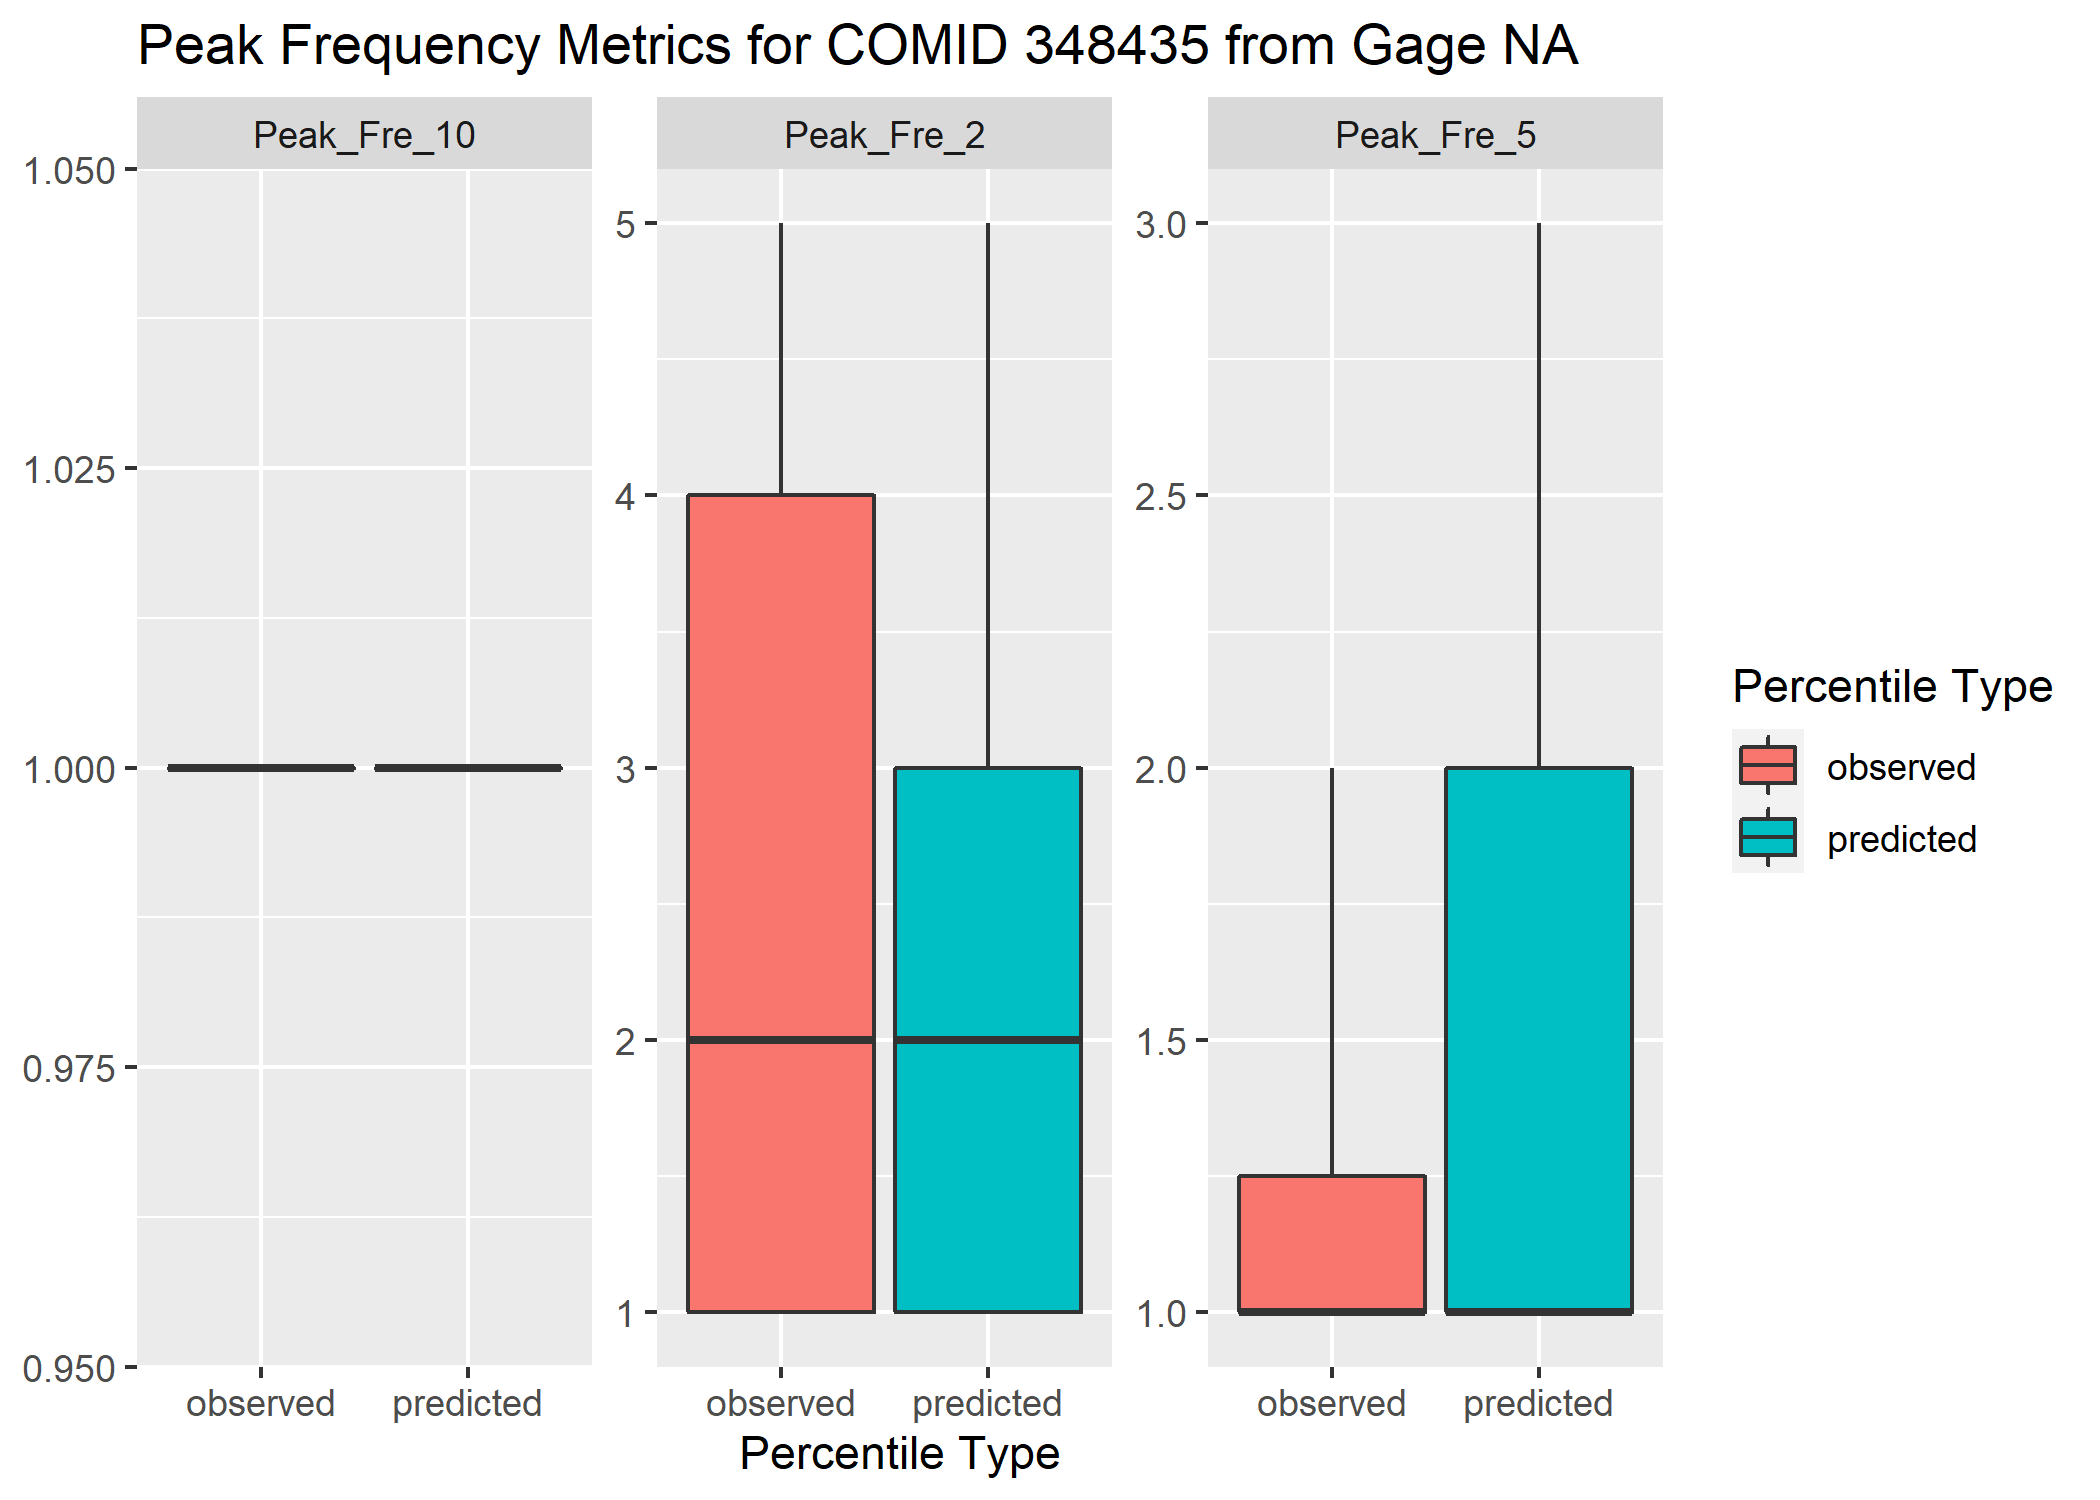 Peak Frequency Metrics for COMID 348435 from Gage NA
Peak_Fre_10
Peak_Fre_2
Peak_Fre_5
1.050
1.025
1.000
0.975
0.950
5
4
3
2
1
3.0
2.5
2.0
1.5
1.0
observed predicted
observed predicted
observed predicted
Percentile Type
Percentile Type
observed
predicted